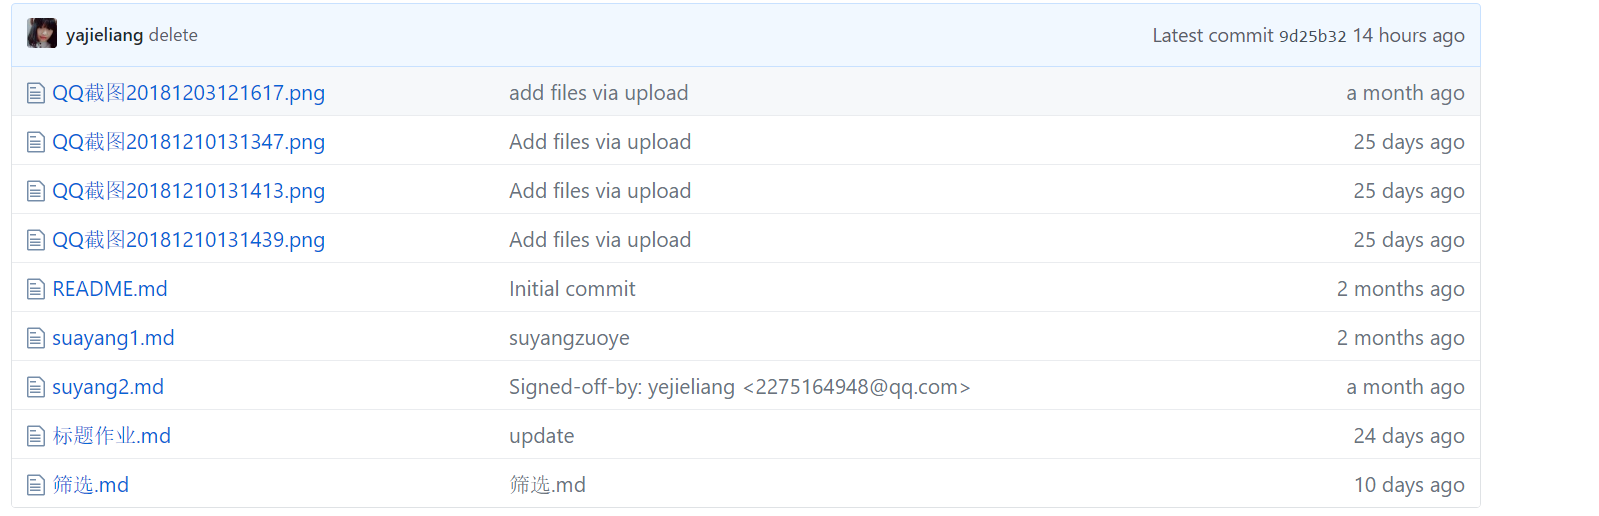 yajieliang delete Latest commit 9d25b32 14 hours ago
QQ截图20181203121617.png add files via upload a month ago
QQ截图20181210131347.png Add files via upload 25 days ago
QQ截图20181210131413.png Add files via upload 25 days ago
QQ截图20181210131439.png Add files via upload 25 days ago
README.md Initial commit 2 months ago
suayang1.md suyangzuoye 2 months ago
suyang2.md Signed-off-by: yejieliang <2275164948@qq.com> a month ago
标题作业.md update 24 days ago
筛选.md 筛选.md 10 days ago